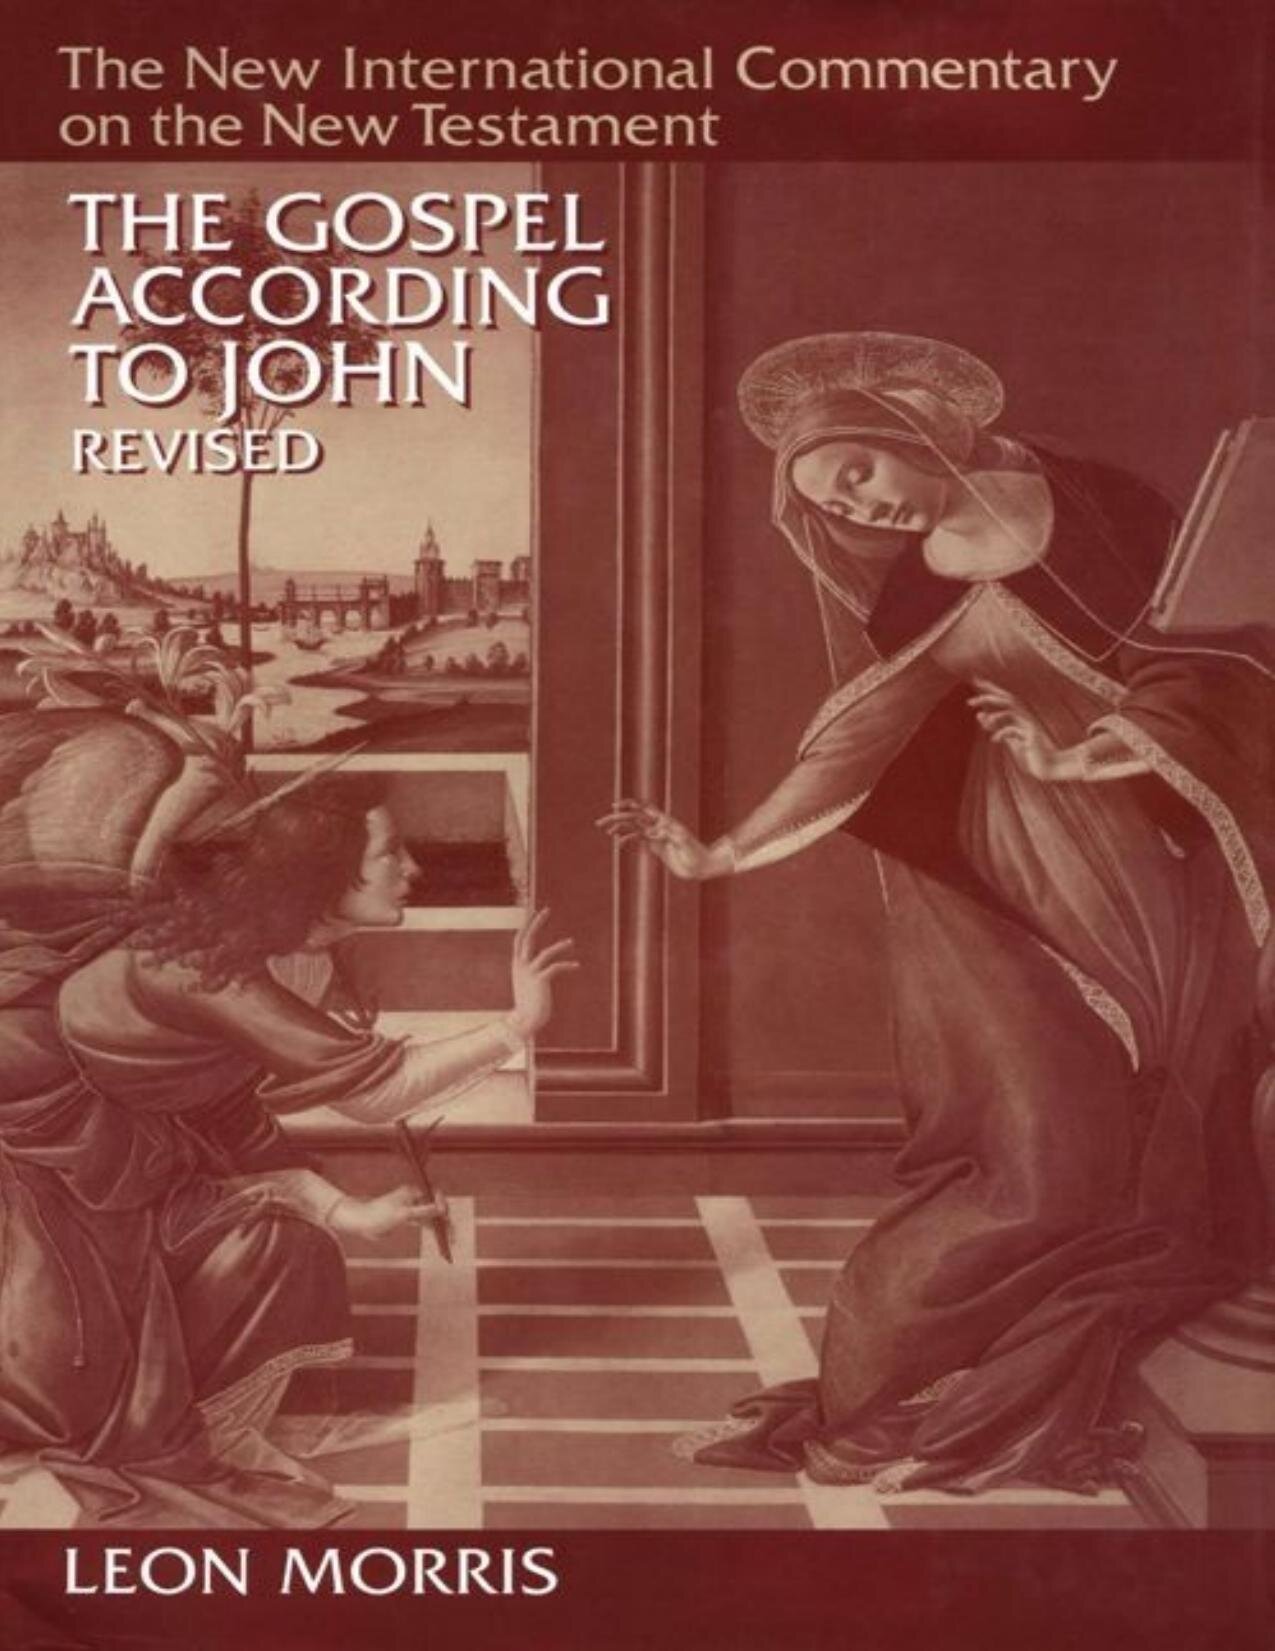 The New International Commentary
on the New Testament
THE GOSPEL
ACCORDING
TO JOHN
REVISED
LEON MORRIS